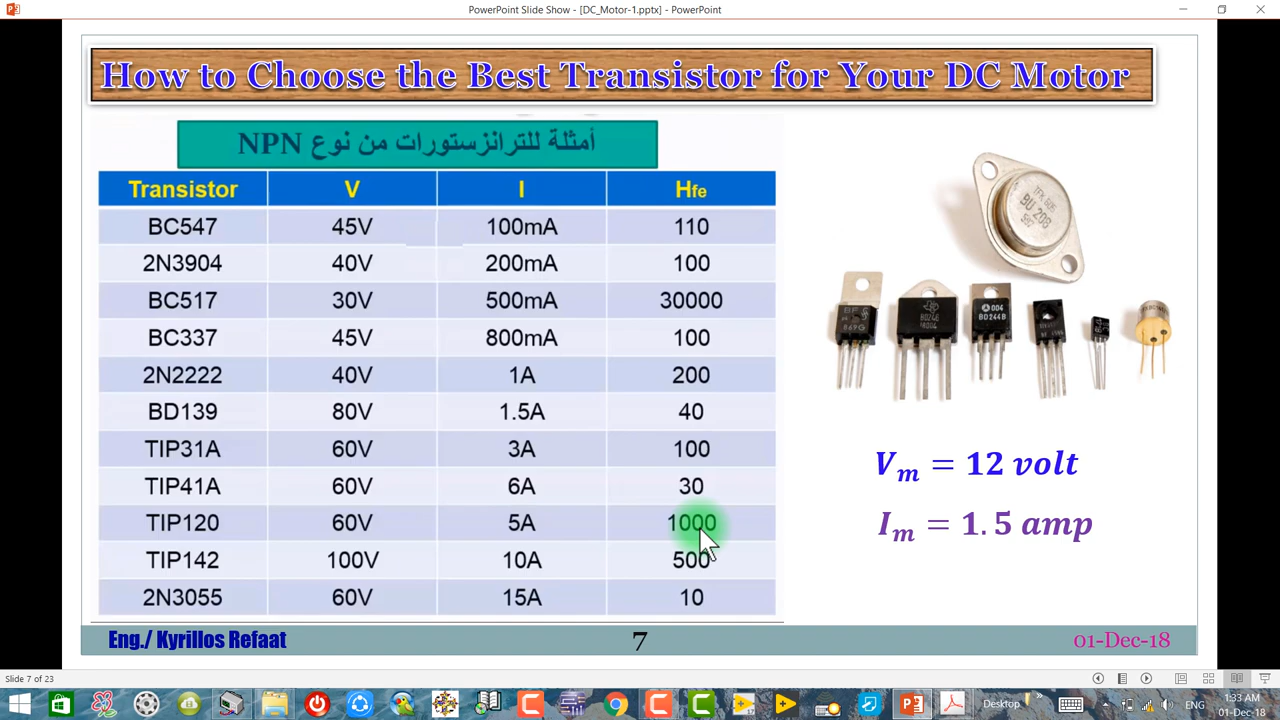 PowerPoint Slide Show - [DC_Motor-1.pptx] - PowerPoint
How to Choose the Best Transistor for Your DC Motor
أمثلة للترانزستورات من نوع NPN
Transistor V I Hfe
BC547 45V 100mA 110
2N3904 40V 200mA 100
BC517 30V 500mA 30000
BC337 45V 800mA 100
2N2222 40V 1A 200
BD139 80V 1.5A 40
TIP31A 60V 3A 100
TIP41A 60V 6A 30
TIP120 60V 5A 1000
TIP142 100V 10A 500
2N3055 60V 15A 10
BU 208
BD244B
Vm = 12 volt
Im = 1.5 amp
Eng./ Kyrillos Refaat 7 01-Dec-18
Slide 7 of 23
Desktop ENG 1:33 AM
01-Dec-18